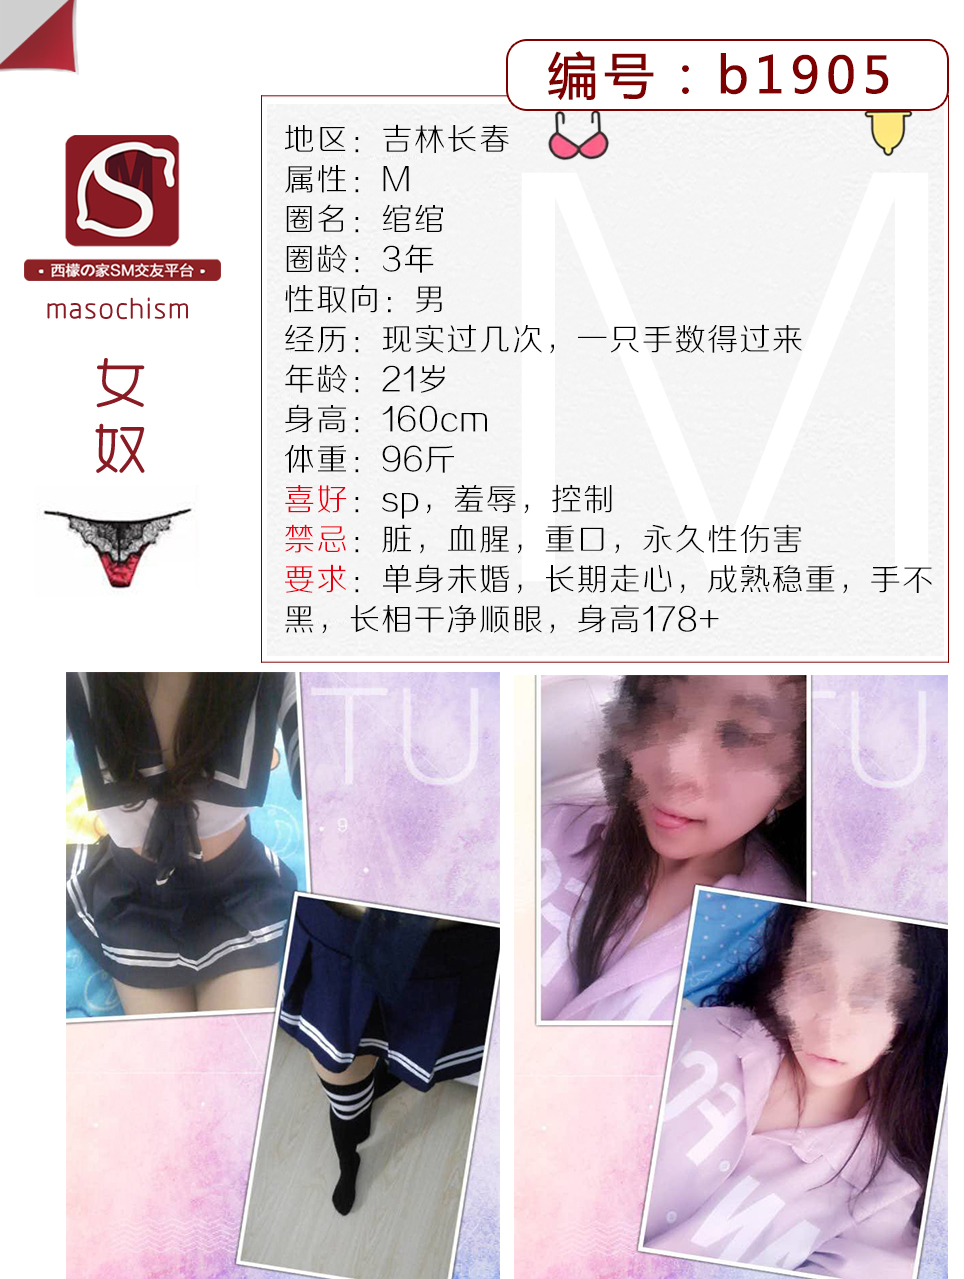 编号：b1905
地区：吉林长春
属性：M
圈名：绾绾
圈龄：3年
性取向：男
经历：现实过几次，一只手数得过来
年龄：21岁
身高：160cm
体重：96斤
喜好：sp，羞辱，控制
禁忌：脏，血腥，重口，永久性伤害
要求：单身未婚，长期走心，成熟稳重，手不
黑，长相干净顺眼，身高178+
M
SM
·西檬の家SM交友平台·
masochism
女
奴
TU
9
TU